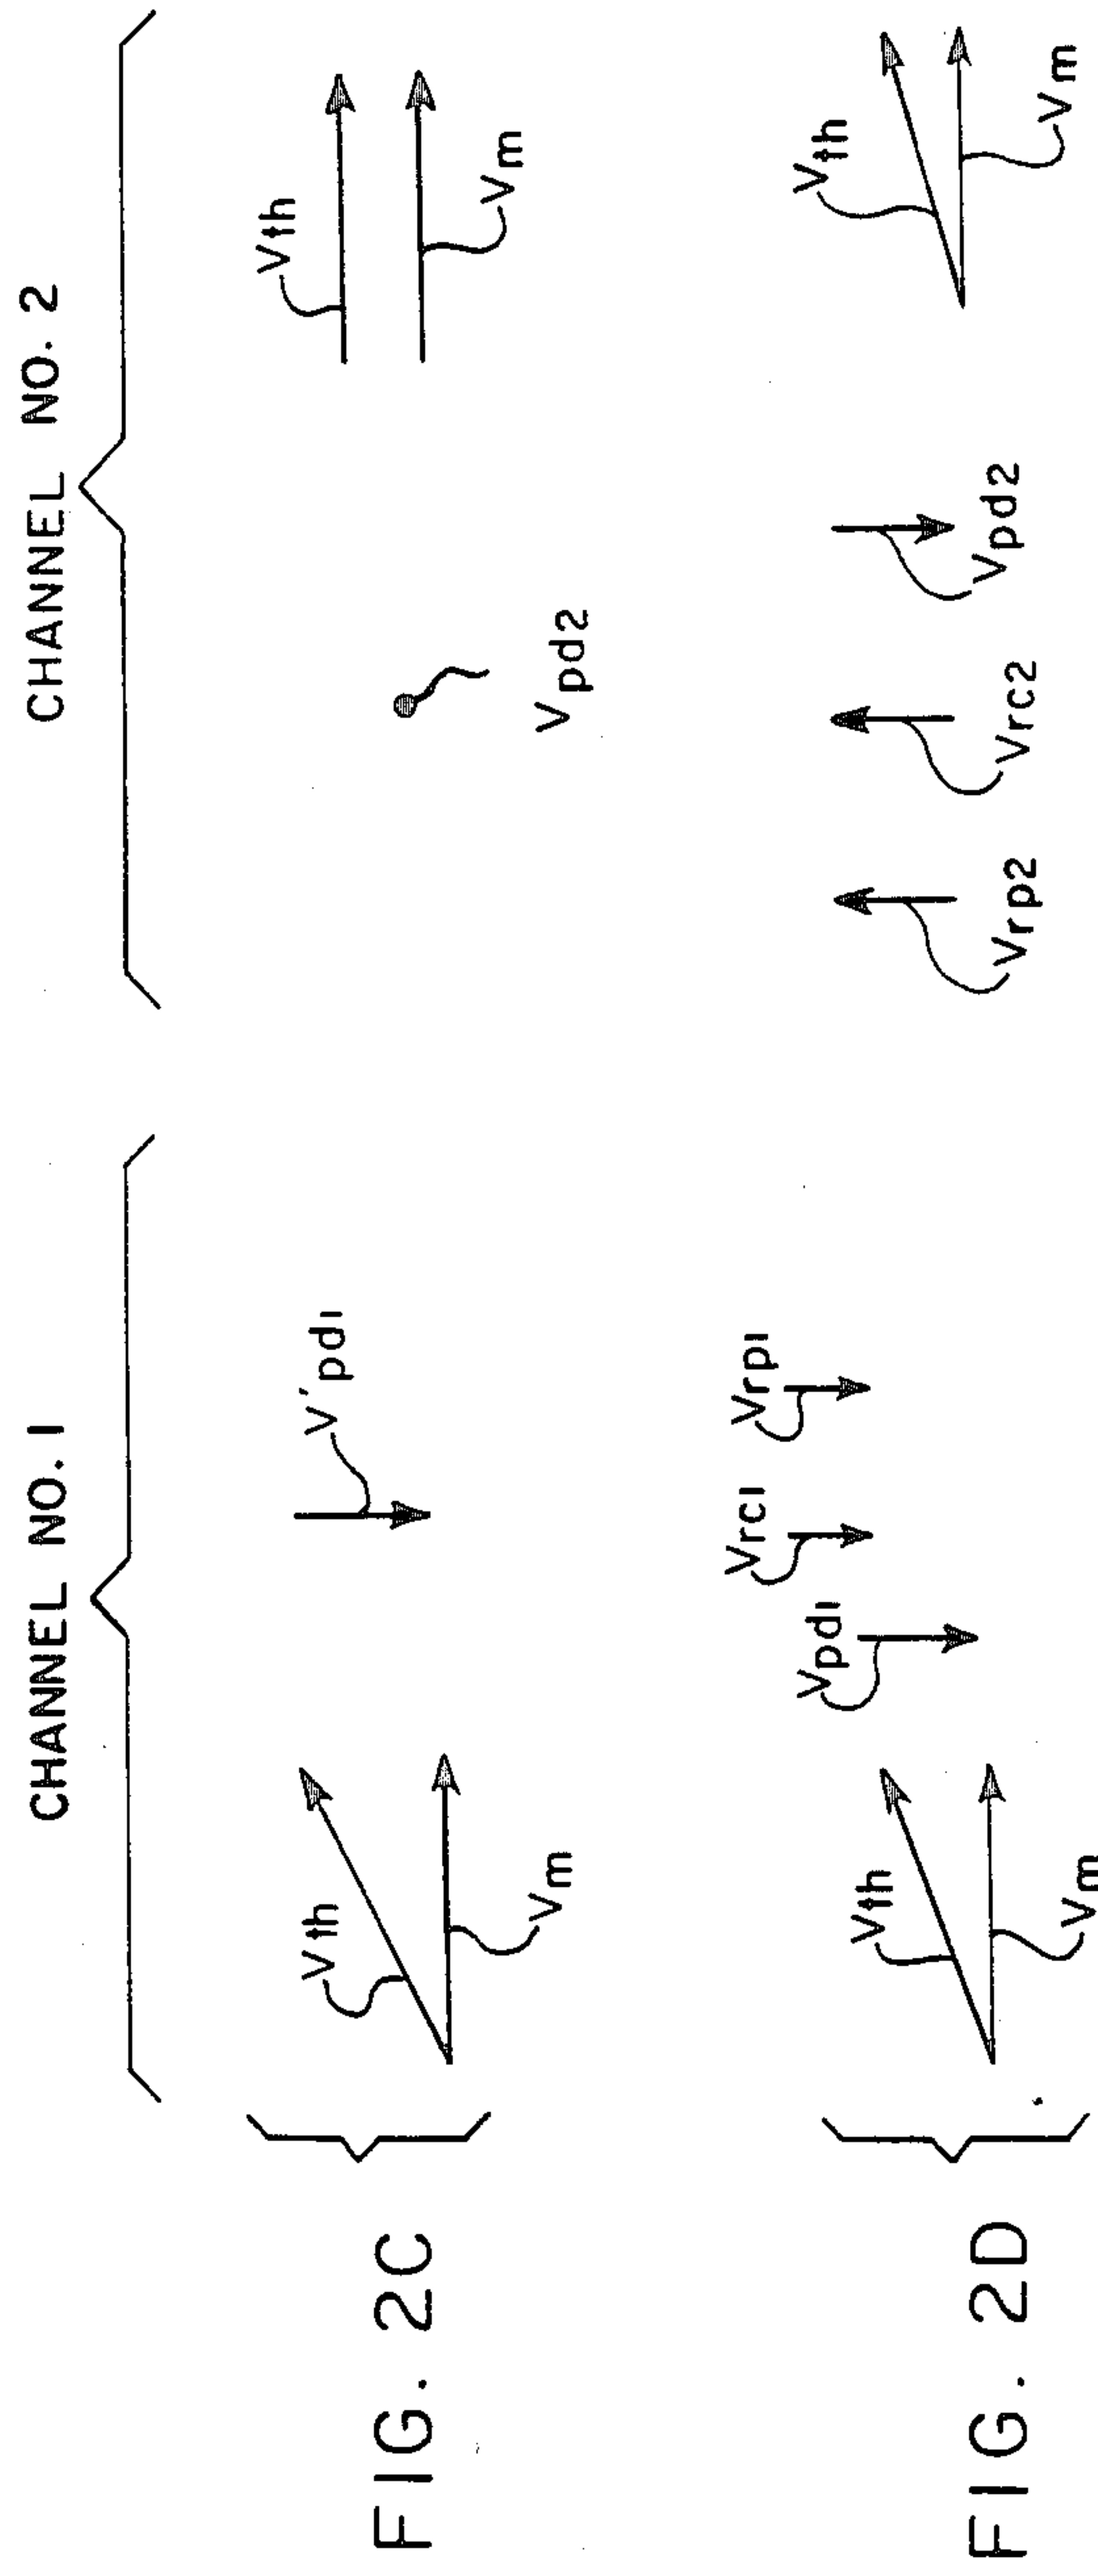 CHANNEL NO. 1
CHANNEL NO. 2
FIG. 2C
Vth
Vm
V'pd1
Vpd2
Vth
Vm
FIG. 2D
Vth
Vm
Vpd1
Vrc1
Vrp1
Vrp2
Vrc2
Vpd2
Vth
Vm